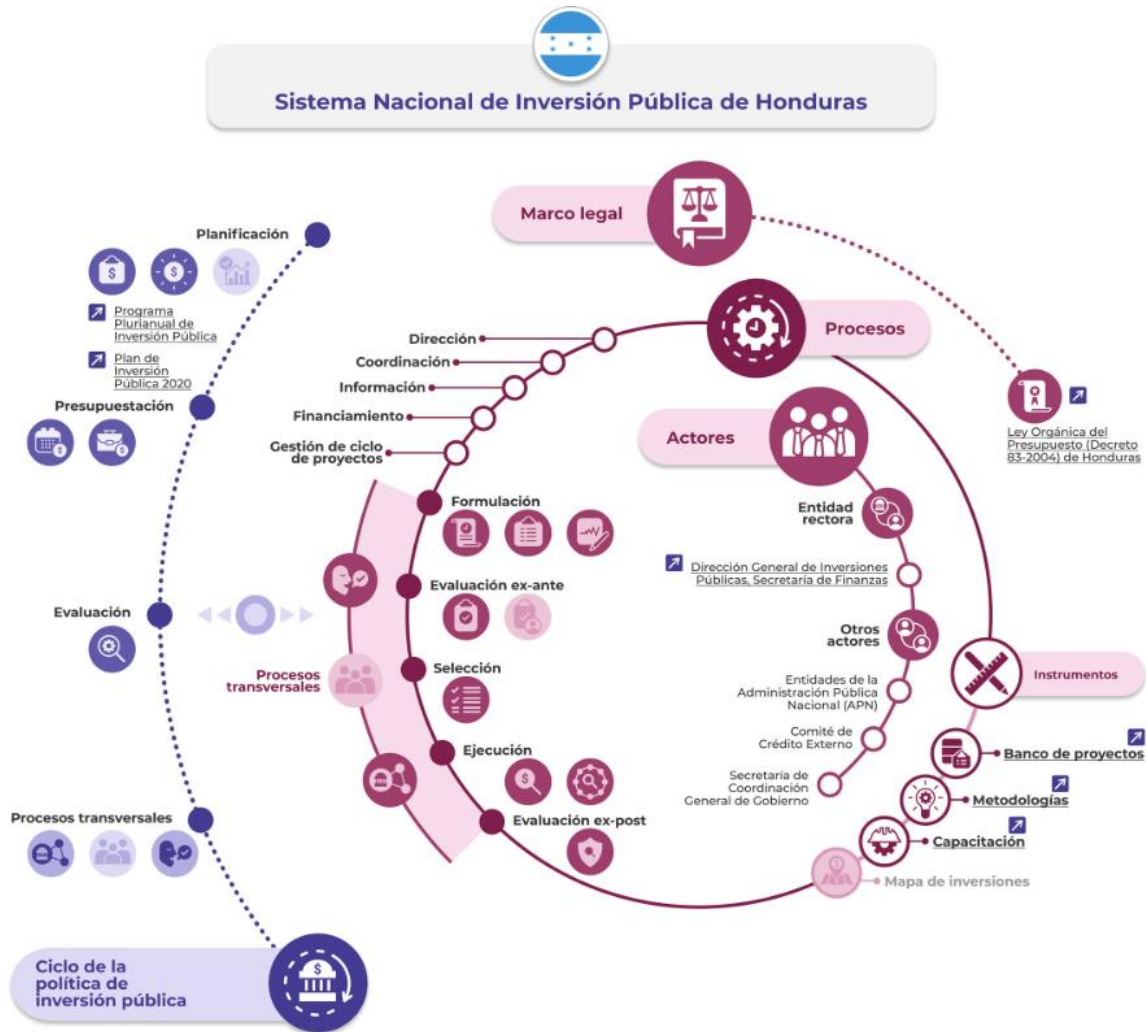 Sistema Nacional de Inversión Pública de Honduras
Marco legal
Planificación
Programa
Plurianual de
Inversión Pública
Plan de
Inversión
Pública 2020
Presupuestación
Evaluación
Procesos transversales
Ciclo de la
política de
inversión pública
Procesos
Dirección
Coordinación
Información
Financiamiento
Gestión de ciclo
de proyectos
Formulación
Evaluación ex-ante
Selección
Ejecución
Evaluación ex-post
Procesos
transversales
Actores
Entidad
rectora
Dirección General de Inversiones
Públicas, Secretaría de Finanzas
Otros
actores
Entidades de la
Administración Pública
Nacional (APN)
Comité de
Crédito Externo
Secretaría de
Coordinación
General de Gobierno
Ley Orgánica del
Presupuesto (Decreto
83-2004) de Honduras
Instrumentos
Banco de proyectos
Metodologías
Capacitación
Mapa de inversiones